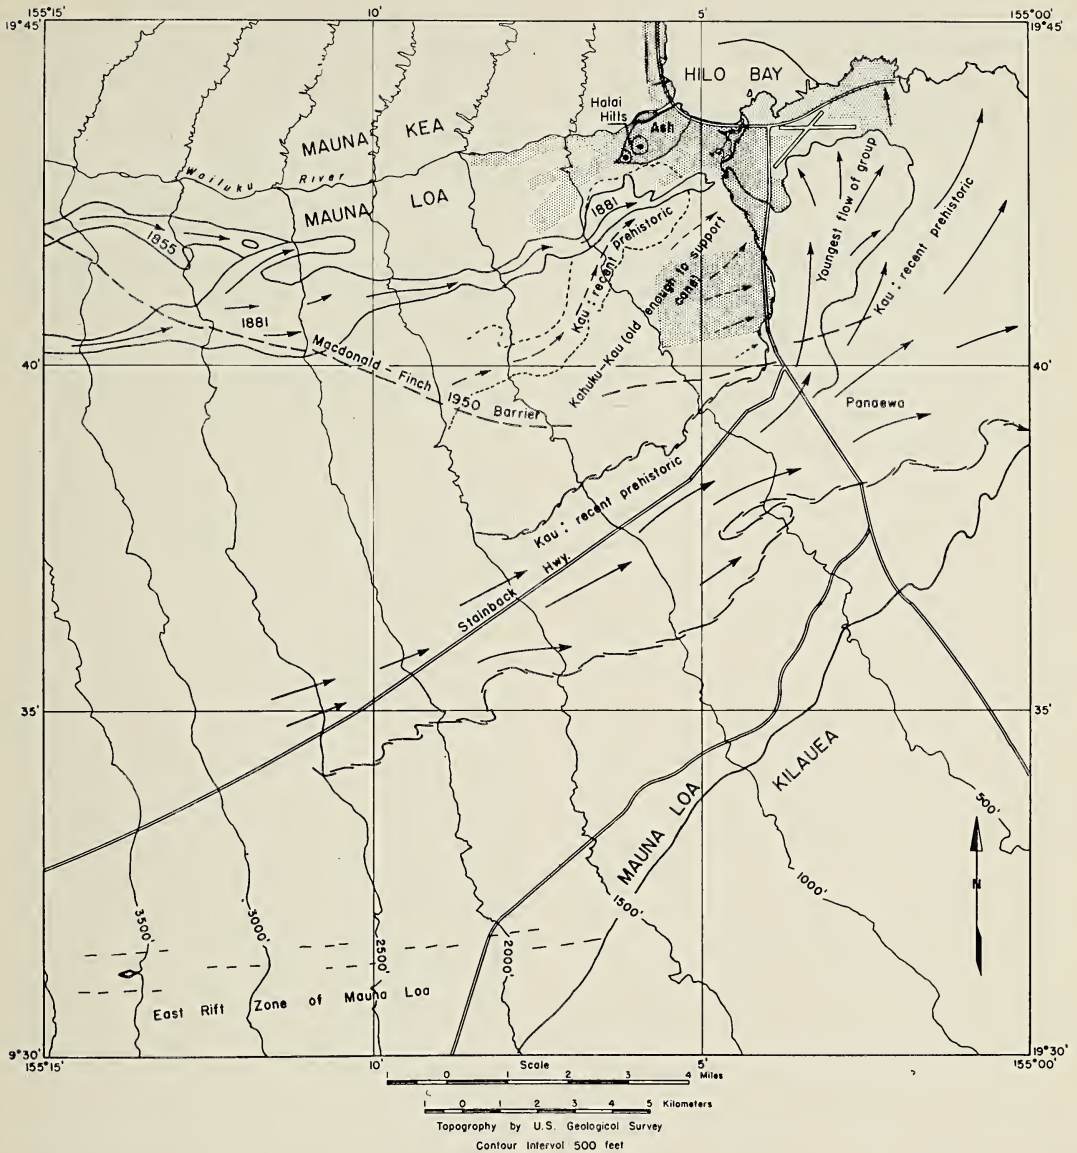 155°15'
10'
5'
155°00'
19°45'
19°45'
HILO BAY
Halai
Hills
Ash
MAUNA KEA
Wailuku River
MAUNA LOA
1855
1881
1881
Kau: recent prehistoric
Kahuku-Kau (old enough to support
cane)
Youngest flow of group
Kau: recent prehistoric
Macdonald-Finch
1950 Barrier
40'
40'
Panaewa
Kau: recent prehistoric
Stainback Hwy.
35'
35'
MAUNA LOA
KILAUEA
500'
1000'
1500'
2000'
2500'
3000'
3500'
N
East Rift Zone of Mauna Loa
9°30'
19°30'
155°15'
10'
5'
155°00'
Scale
1 0 1 2 3 4 Miles
1 0 1 2 3 4 5 Kilometers
Topography by U.S. Geological Survey
Contour Interval 500 feet